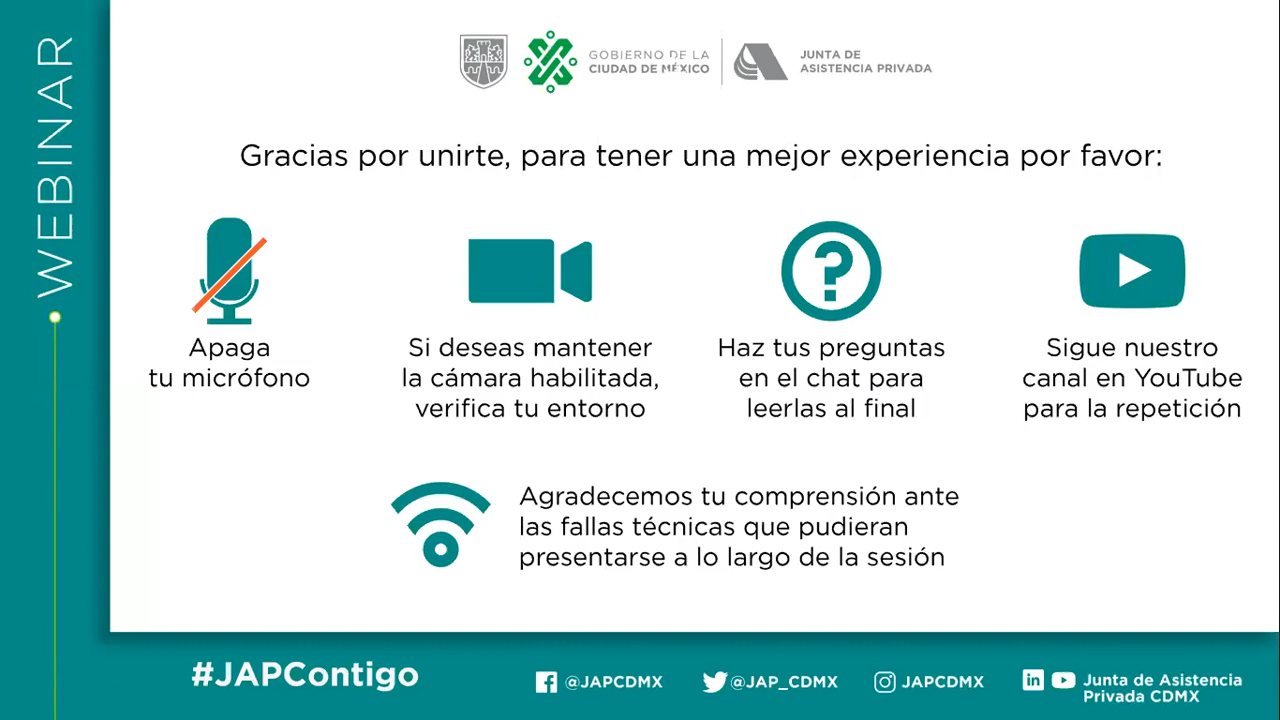 WEBINAR
GOBIERNO DE LA
CIUDAD DE MÉXICO
JUNTA DE
ASISTENCIA PRIVADA
Gracias por unirte, para tener una mejor experiencia por favor:
Apaga
tu micrófono
Si deseas mantener
la cámara habilitada,
verifica tu entorno
Haz tus preguntas
en el chat para
leerlas al final
Sigue nuestro
canal en YouTube
para la repetición
Agradecemos tu comprensión ante
las fallas técnicas que pudieran
presentarse a lo largo de la sesión
#JAPContigo
@JAPCDMX
@JAP_CDMX
JAPCDMX
in
Junta de Asistencia
Privada CDMX